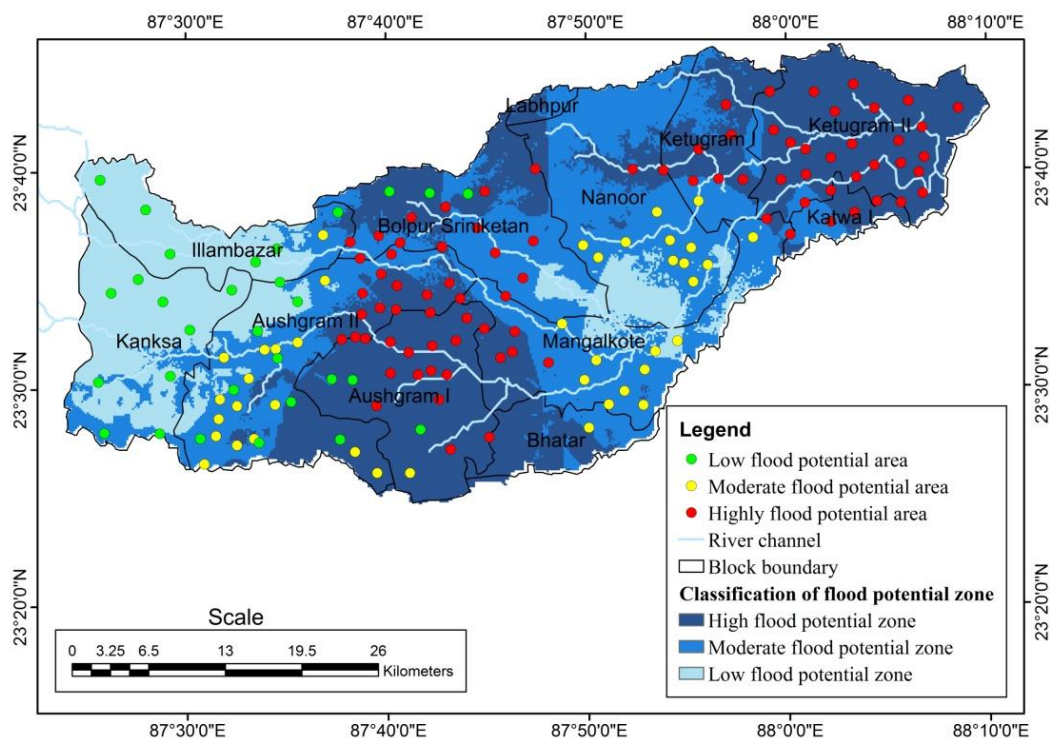 87°30'0"E 87°40'0"E 87°50'0"E 88°0'0"E 88°10'0"E
23°40'0"N
23°30'0"N
23°20'0"N
23°40'0"N
23°30'0"N
23°20'0"N
Labhpur
Ketugram I
Ketugram II
Nanoor
Katwa I
Bolpur Sriniketan
Illambazar
Aushgram II
Kanksa
Mangalkote
Aushgram I
Bhatar
Legend
Low flood potential area
Moderate flood potential area
Highly flood potential area
River channel
Block boundary
Classification of flood potential zone
High flood potential zone
Moderate flood potential zone
Low flood potential zone
Scale
0 3.25 6.5 13 19.5 26
Kilometers
87°30'0"E 87°40'0"E 87°50'0"E 88°0'0"E 88°10'0"E